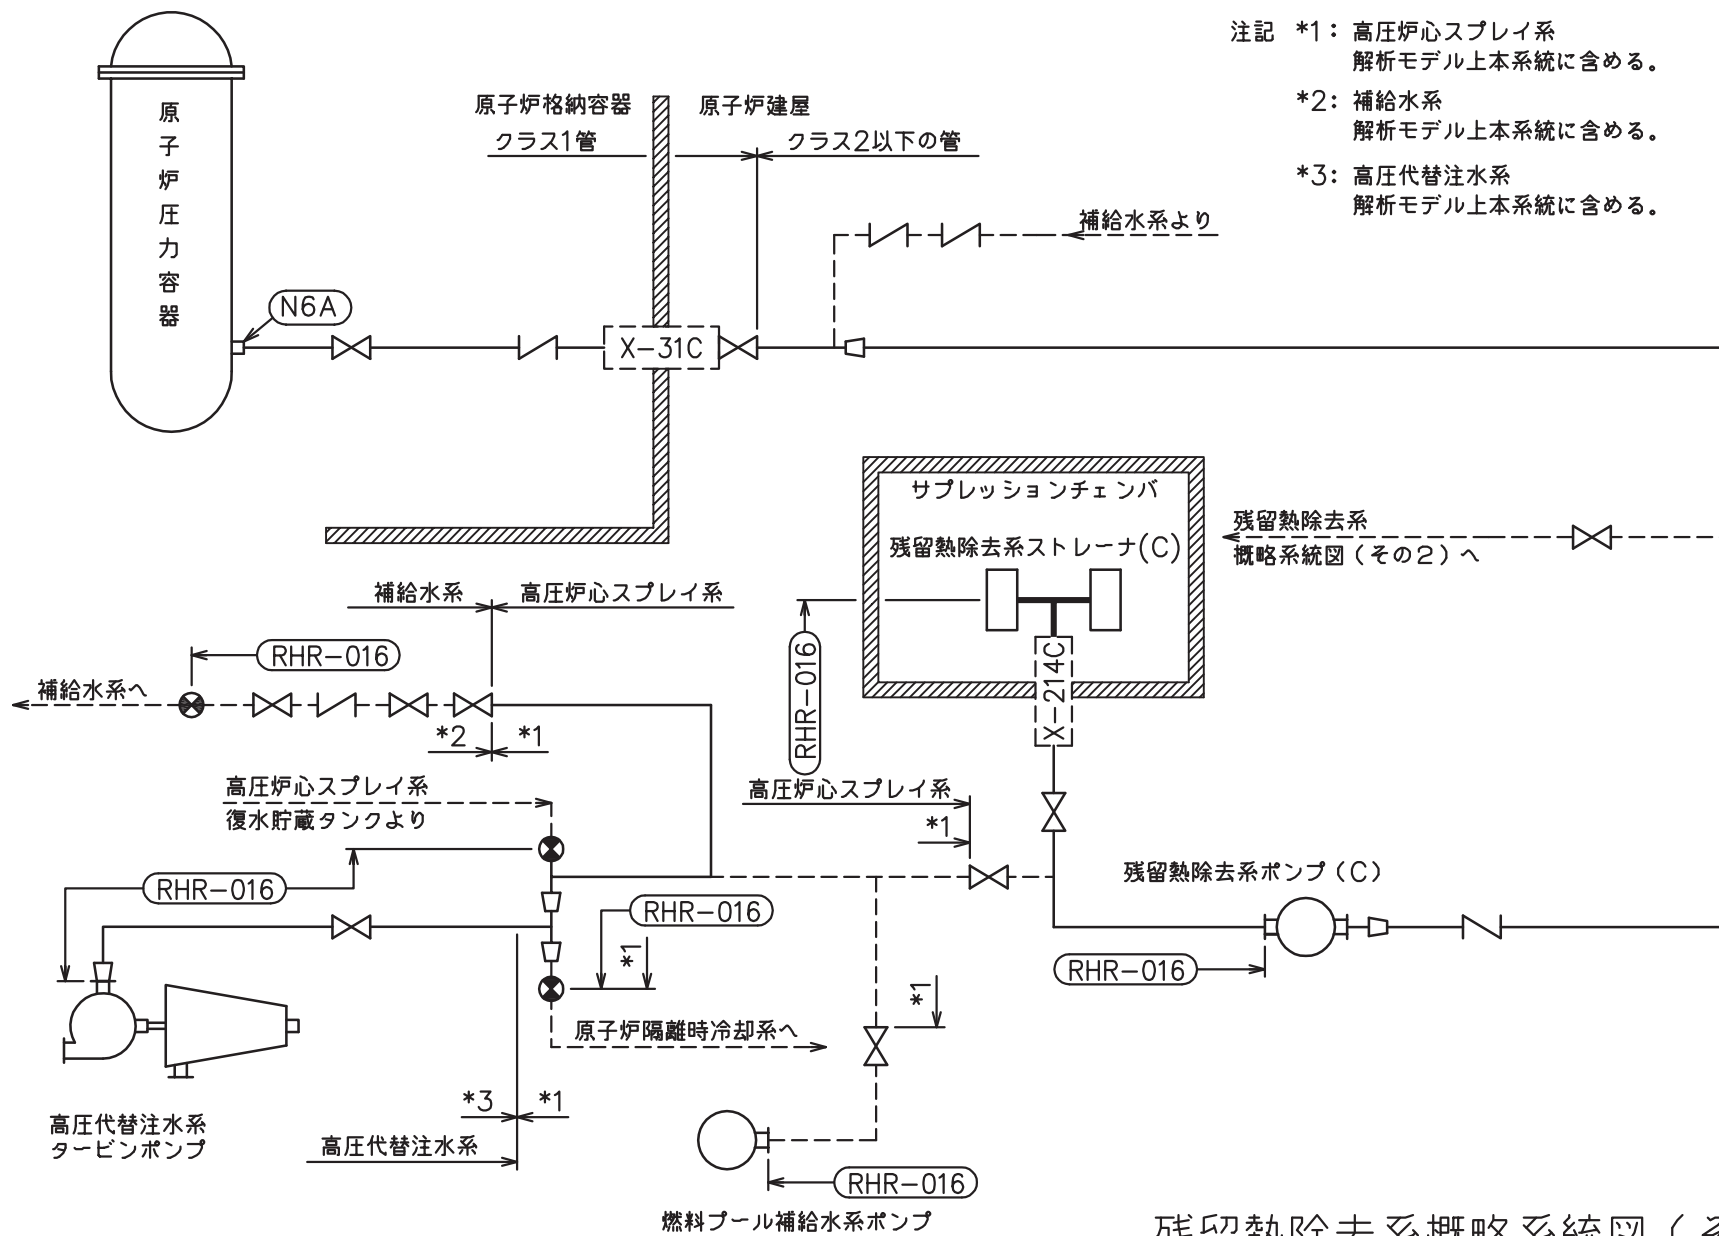 注記 *1: 高圧炉心スプレイ系
解析モデル上本系統に含める。
*2: 補給水系
解析モデル上本系統に含める。
*3: 高圧代替注水系
解析モデル上本系統に含める。
原子炉圧力容器
原子炉格納容器
原子炉建屋
クラス1管
クラス2以下の管
補給水系より
N6A
X-31C
サプレッションチェンバ
残留熱除去系ストレーナ(C)
残留熱除去系
概略系統図(その2)へ
補給水系
高圧炉心スプレイ系
RHR-016
RHR-016
X-214C
補給水系へ
*2
*1
高圧炉心スプレイ系
復水貯蔵タンクより
高圧炉心スプレイ系
*1
RHR-016
RHR-016
*1
残留熱除去系ポンプ(C)
RHR-016
*1
原子炉隔離時冷却系へ
*3
*1
高圧代替注水系
タービンポンプ
高圧代替注水系
RHR-016
燃料プール補給水系ポンプ
残留熱除去系概略系統図(